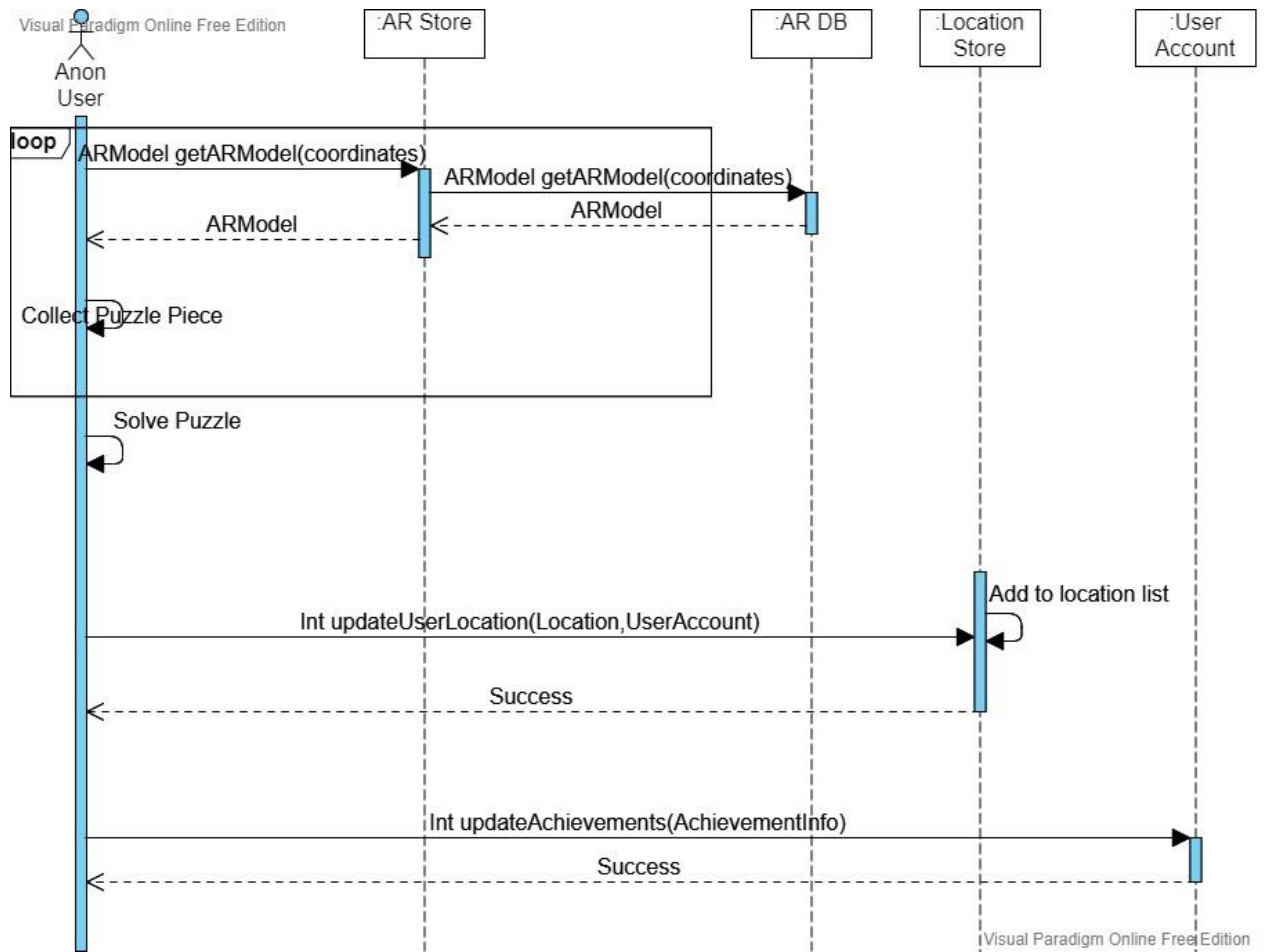 Visual Paradigm Online Free Edition
:AR Store
:AR DB
:Location
Store
:User
Account
Anon
User
loop
ARModel getARModel(coordinates)
ARModel getARModel(coordinates)
ARModel
ARModel
Collect Puzzle Piece
Solve Puzzle
Add to location list
Int updateUserLocation(Location,UserAccount)
Success
Int updateAchievements(AchievementInfo)
Success
Visual Paradigm Online Free Edition